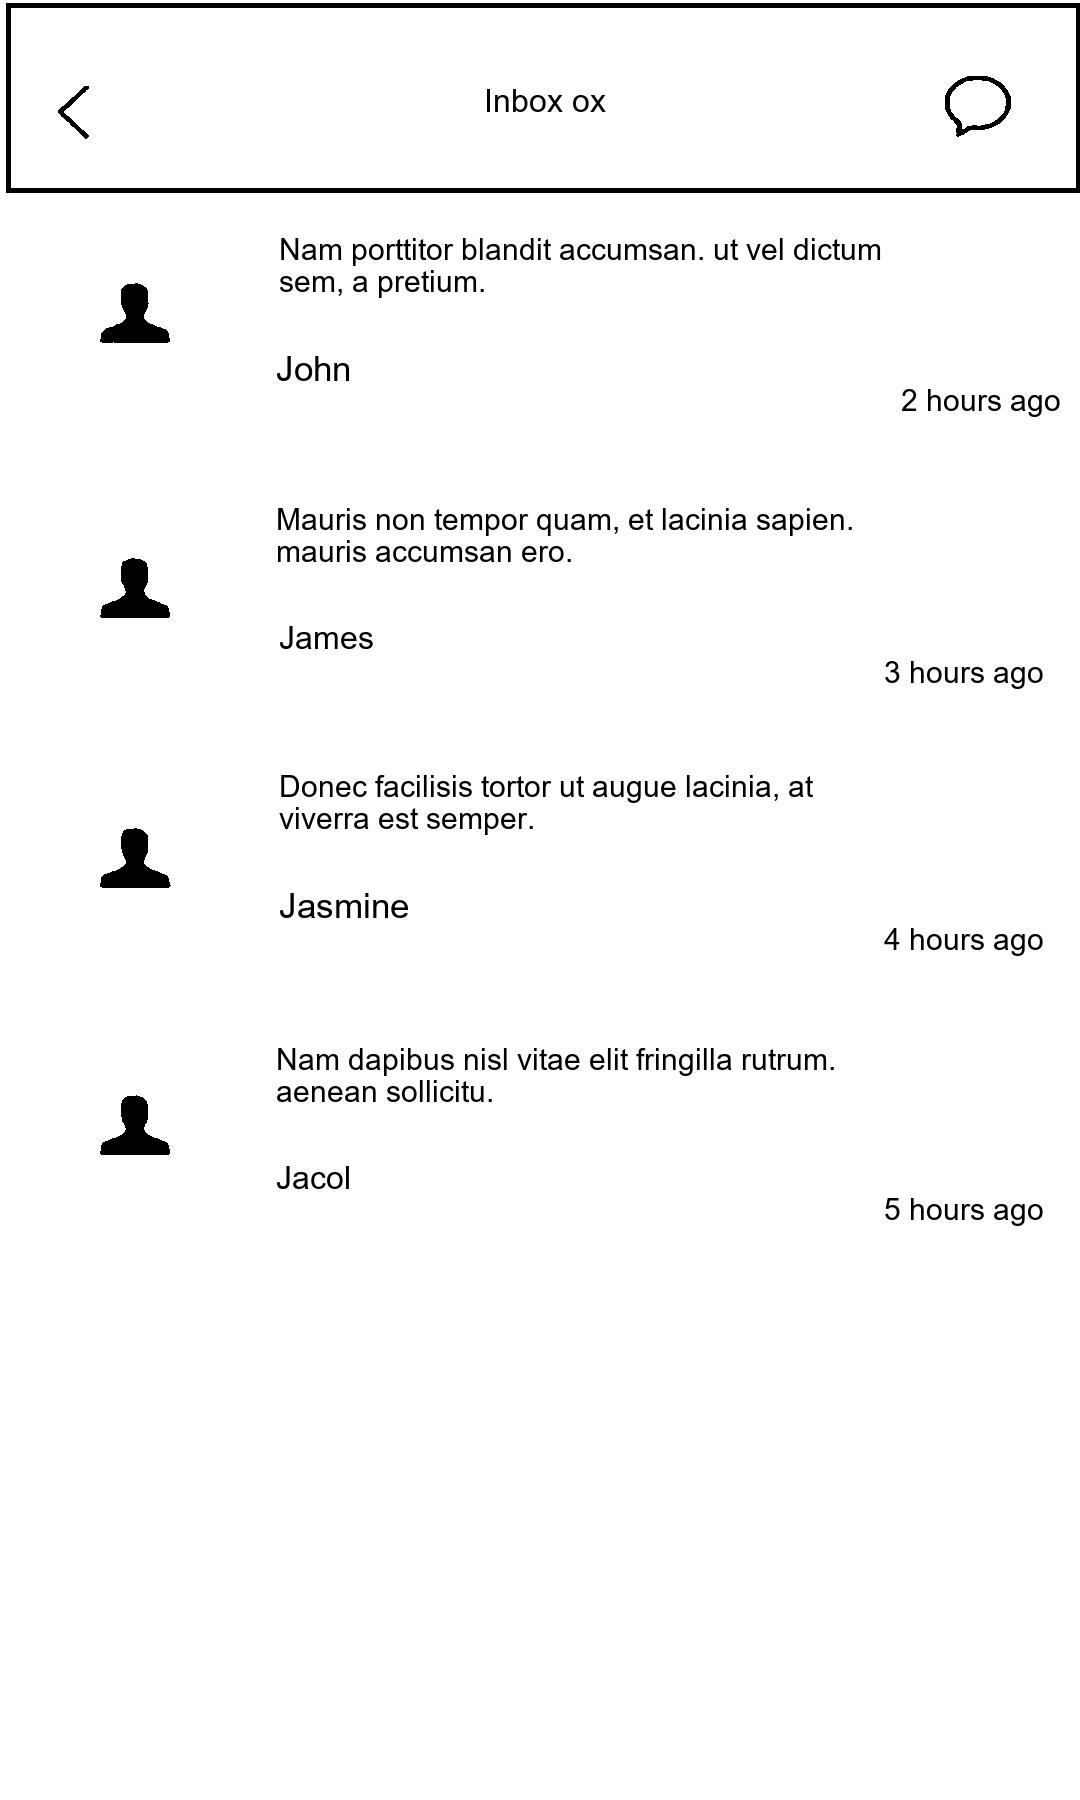 Inbox ox
Nam porttitor blandit accumsan. ut vel dictum
sem, a pretium.
John
2 hours ago
Mauris non tempor quam, et lacinia sapien.
mauris accumsan ero.
James
3 hours ago
Donec facilisis tortor ut augue lacinia, at
viverra est semper.
Jasmine
4 hours ago
Nam dapibus nisl vitae elit fringilla rutrum.
aenean sollicitu.
Jacol
5 hours ago